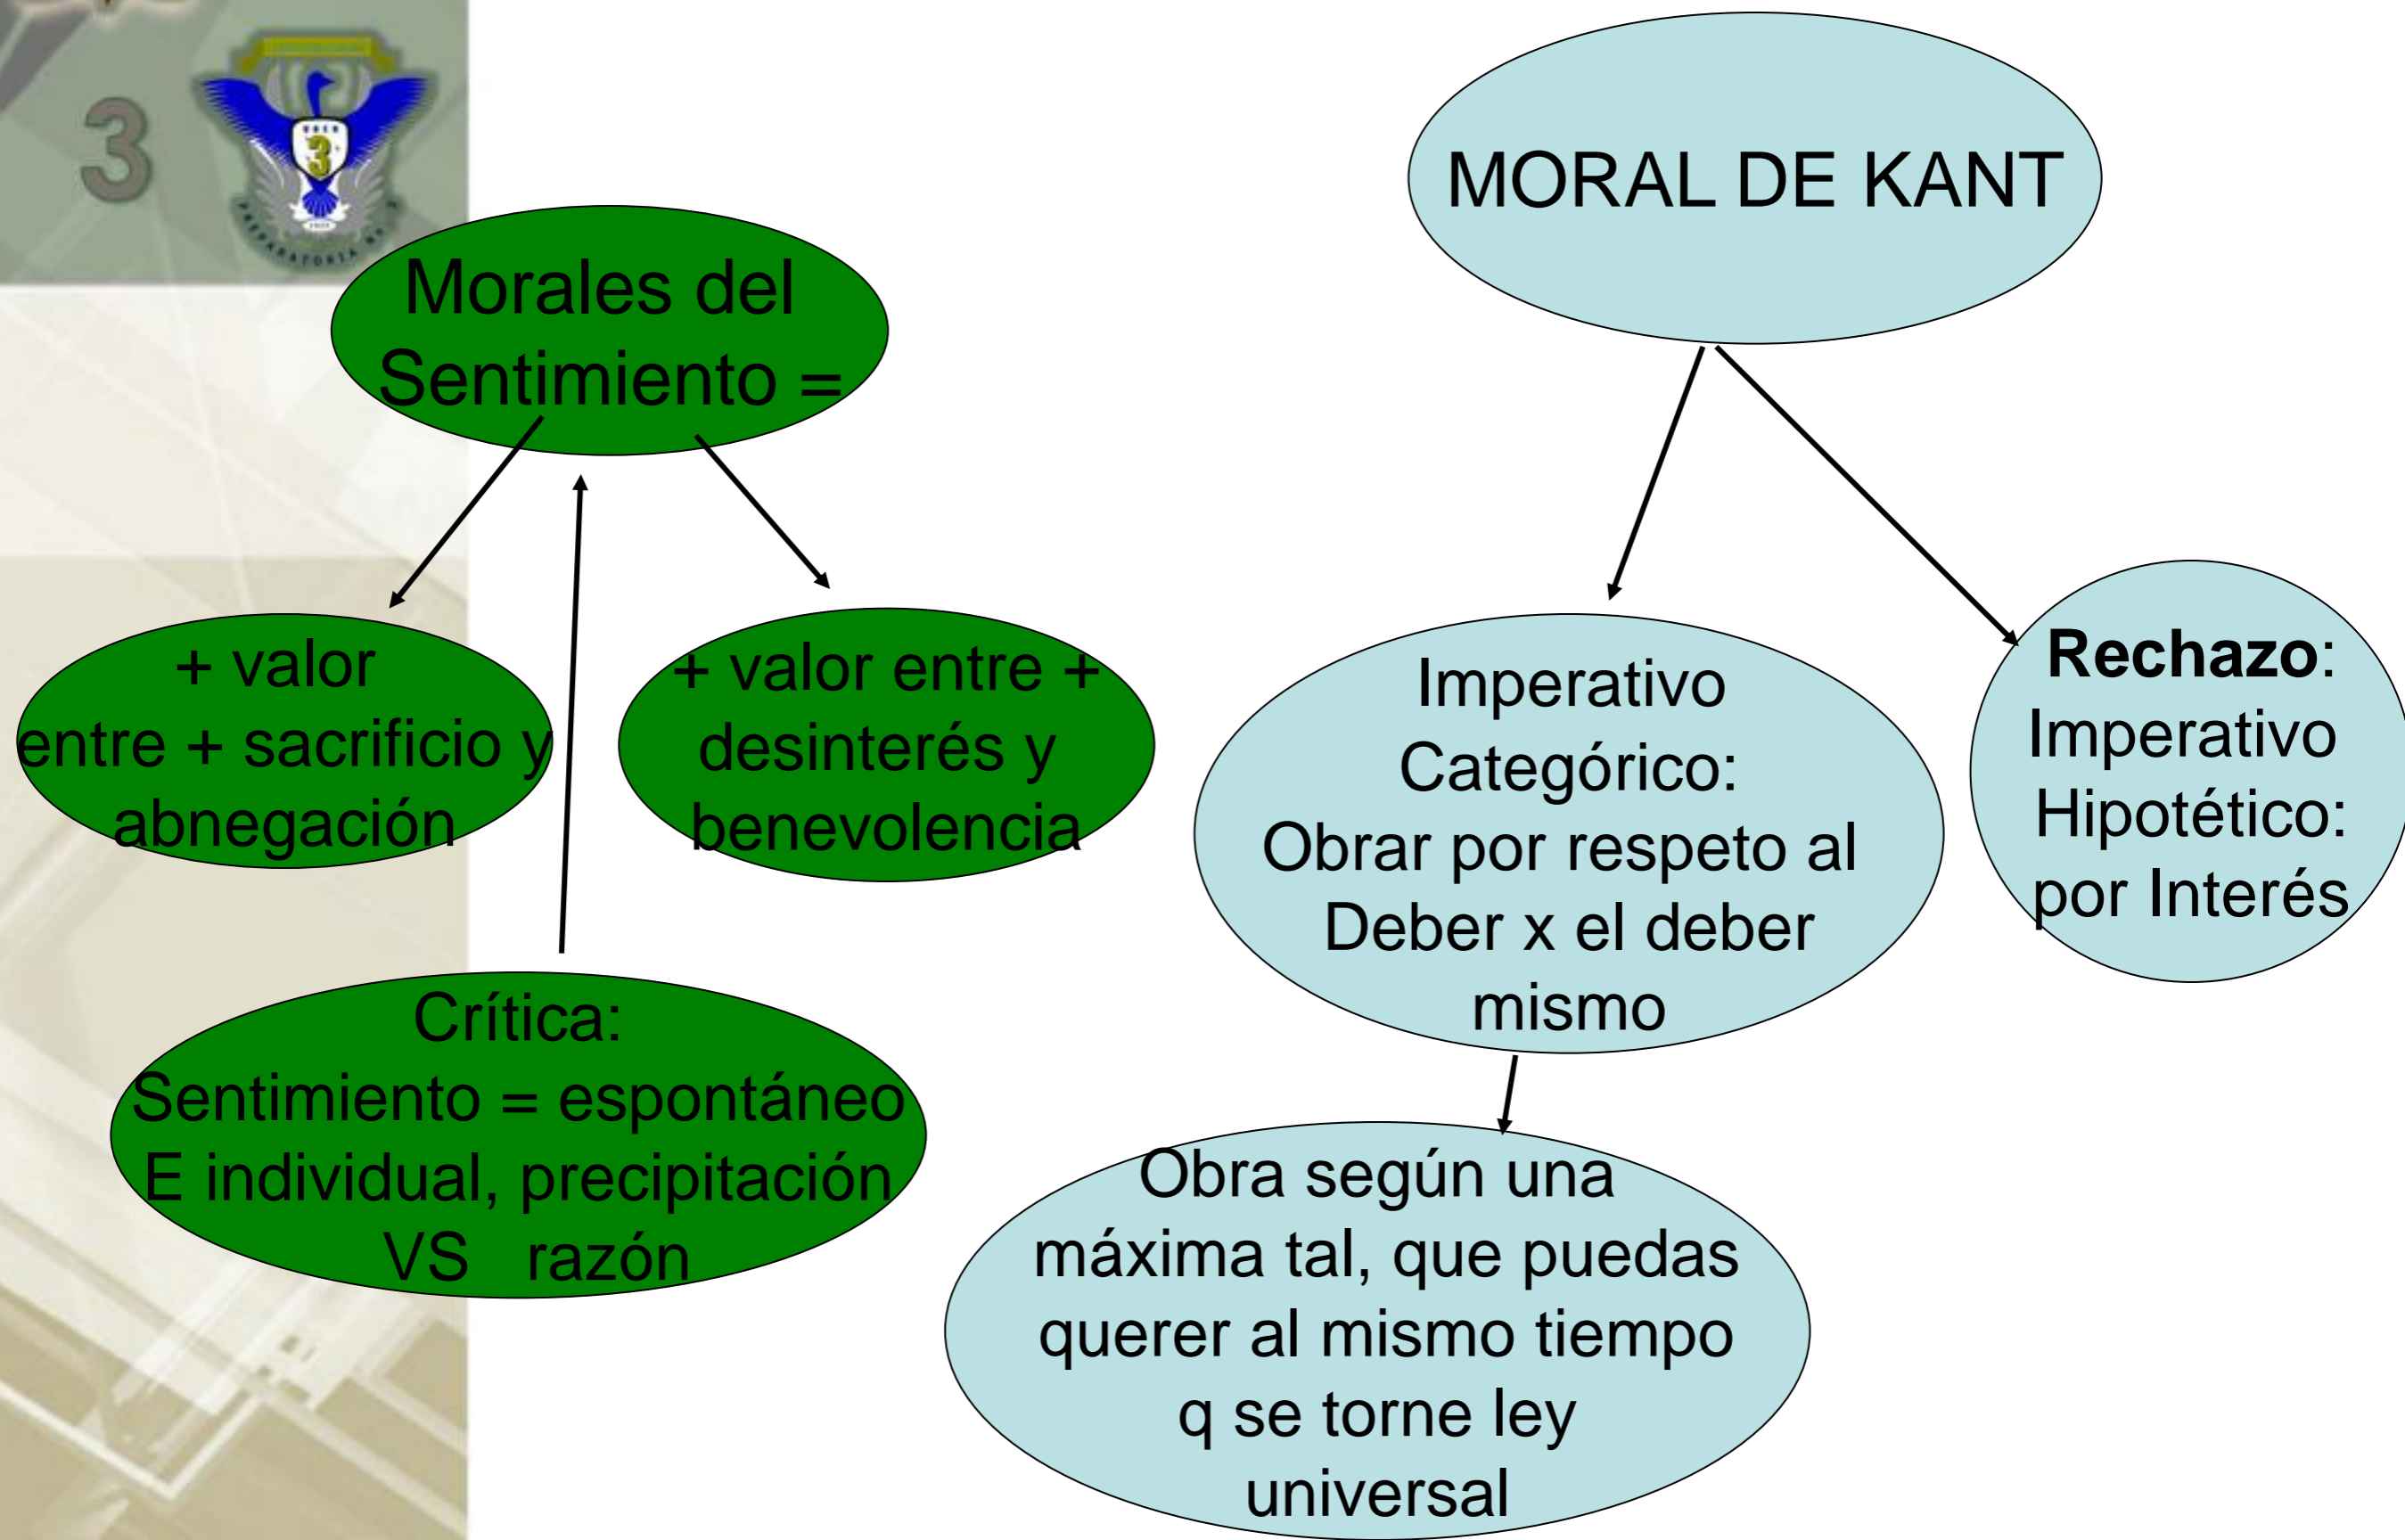 3
3
PREPARATORIA
MORAL DE KANT
Morales del
Sentimiento =
+ valor
entre + sacrificio y
abnegación
+ valor entre +
desinterés y
benevolencia
Crítica:
Sentimiento = espontáneo
E individual, precipitación
VS razón
Imperativo
Categórico:
Obrar por respeto al
Deber x el deber
mismo
Rechazo:
Imperativo
Hipotético:
por Interés
Obra según una
máxima tal, que puedas
querer al mismo tiempo
q se torne ley
universal